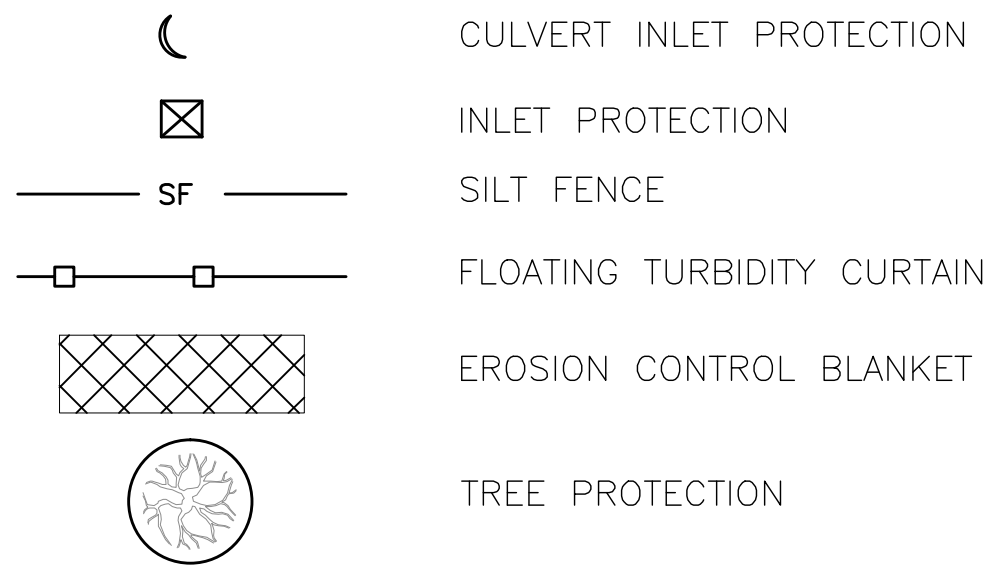 CULVERT INLET PROTECTION
INLET PROTECTION
SF SILT FENCE
FLOATING TURBIDITY CURTAIN
EROSION CONTROL BLANKET
TREE PROTECTION